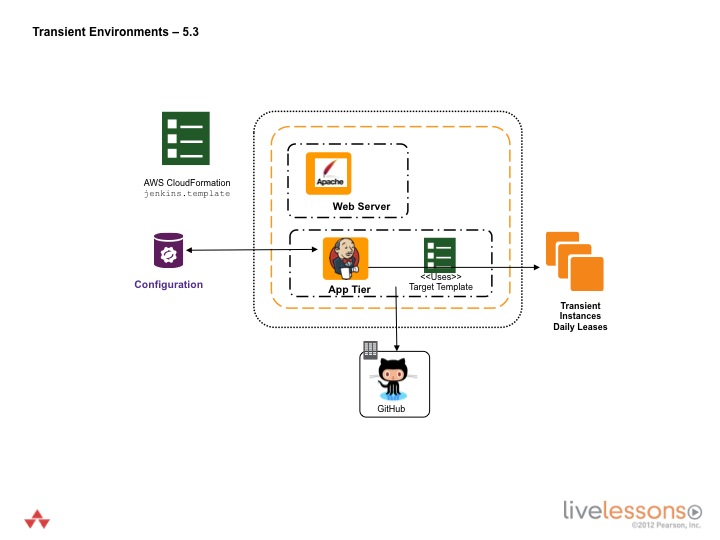 Transient Environments – 5.3
AWS CloudFormation
jenkins.template
Apache
Web Server
Configuration
App Tier
<<Uses>>
Target Template
Transient
Instances
Daily Leases
GitHub
livelessons
©2012 Pearson, Inc.